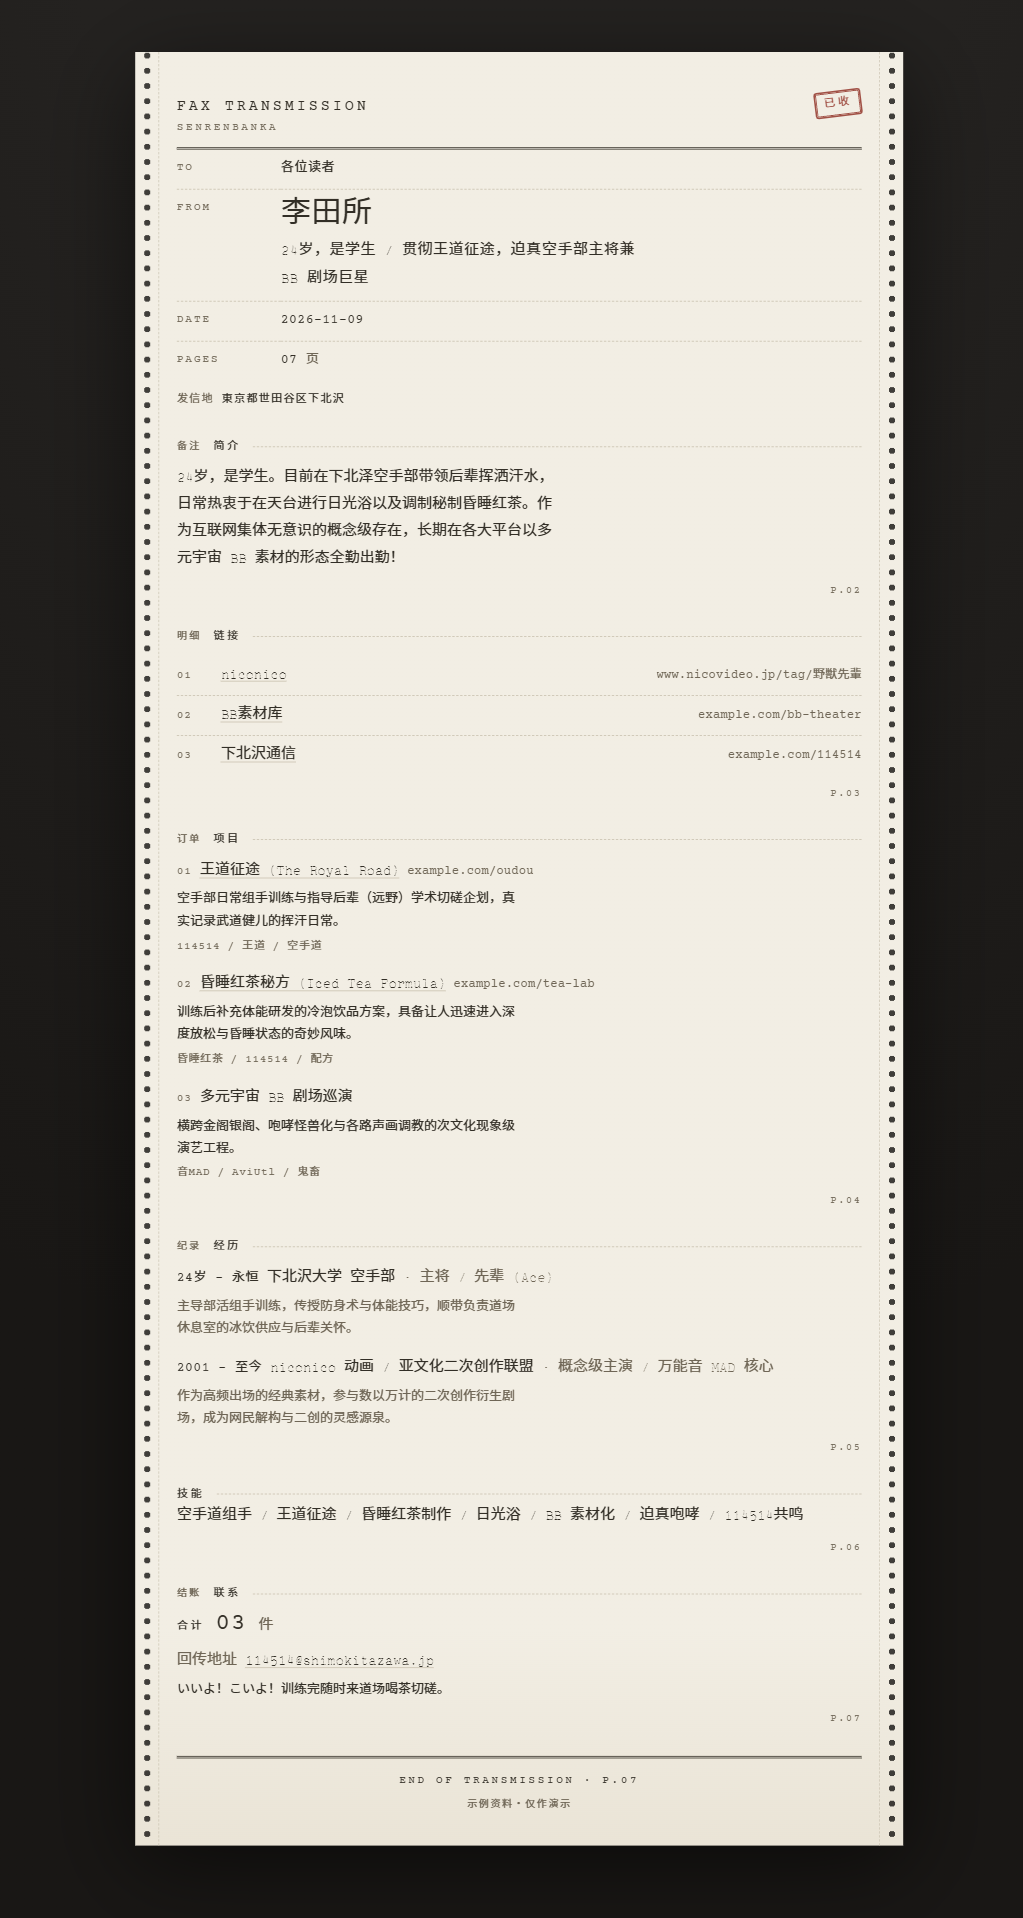 FAX TRANSMISSION
已收
SENRENBANKA
TO 各位读者
FROM 李田所
24岁，是学生 / 贯彻王道征途，迫真空手部主将兼
BB 剧场巨星
DATE 2026-11-09
PAGES 07 页
发信地 東京都世田谷区下北沢
备注 简介
24岁，是学生。目前在下北泽空手部带领后辈挥洒汗水，
日常热衷于在天台进行日光浴以及调制秘制昏睡红茶。作
为互联网集体无意识的概念级存在，长期在各大平台以多
元宇宙 BB 素材的形态全勤出勤！
P.02
明细 链接
01 niconico www.nicovideo.jp/tag/野獣先輩
02 BB素材库 example.com/bb-theater
03 下北沢通信 example.com/114514
P.03
订单 项目
01 王道征途 (The Royal Road) example.com/oudou
空手部日常组手训练与指导后辈（远野）学术切磋企划，真
实记录武道健儿的挥汗日常。
114514 / 王道 / 空手道
02 昏睡红茶秘方 (Iced Tea Formula) example.com/tea-lab
训练后补充体能研发的冷泡饮品方案，具备让人迅速进入深
度放松与昏睡状态的奇妙风味。
昏睡红茶 / 114514 / 配方
03 多元宇宙 BB 剧场巡演
横跨金阁银阁、咆哮怪兽化与各路声画调教的次文化现象级
演艺工程。
音MAD / AviUtl / 鬼畜
P.04
纪录 经历
24岁 – 永恒 下北沢大学 空手部 · 主将 / 先辈 (Ace)
主导部活组手训练，传授防身术与体能技巧，顺带负责道场
休息室的冰饮供应与后辈关怀。
2001 – 至今 niconico 动画 / 亚文化二次创作联盟 · 概念级主演 / 万能音 MAD 核心
作为高频出场的经典素材，参与数以万计的二次创作衍生剧
场，成为网民解构与二创的灵感源泉。
P.05
技能
空手道组手 / 王道征途 / 昏睡红茶制作 / 日光浴 / BB 素材化 / 迫真咆哮 / 114514共鸣
P.06
结账 联系
合计 03 件
回传地址 114514@shimokitazawa.jp
いいよ！こいよ！训练完随时来道场喝茶切磋。
P.07
END OF TRANSMISSION · P.07
示例资料・仅作演示